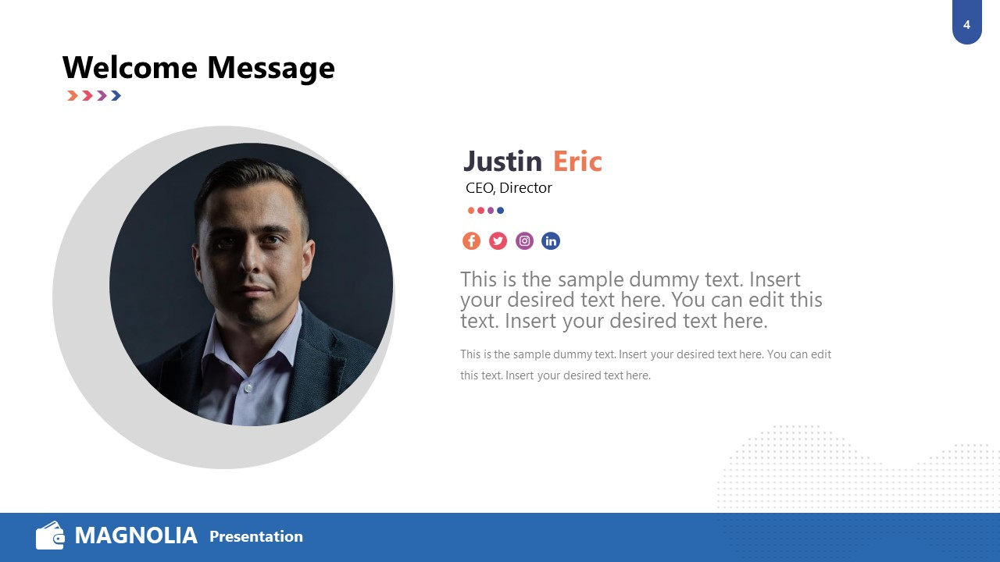 4
Welcome Message
Justin Eric
CEO, Director
This is the sample dummy text. Insert
your desired text here. You can edit this
text. Insert your desired text here.
This is the sample dummy text. Insert your desired text here. You can edit
this text. Insert your desired text here.
MAGNOLIA Presentation